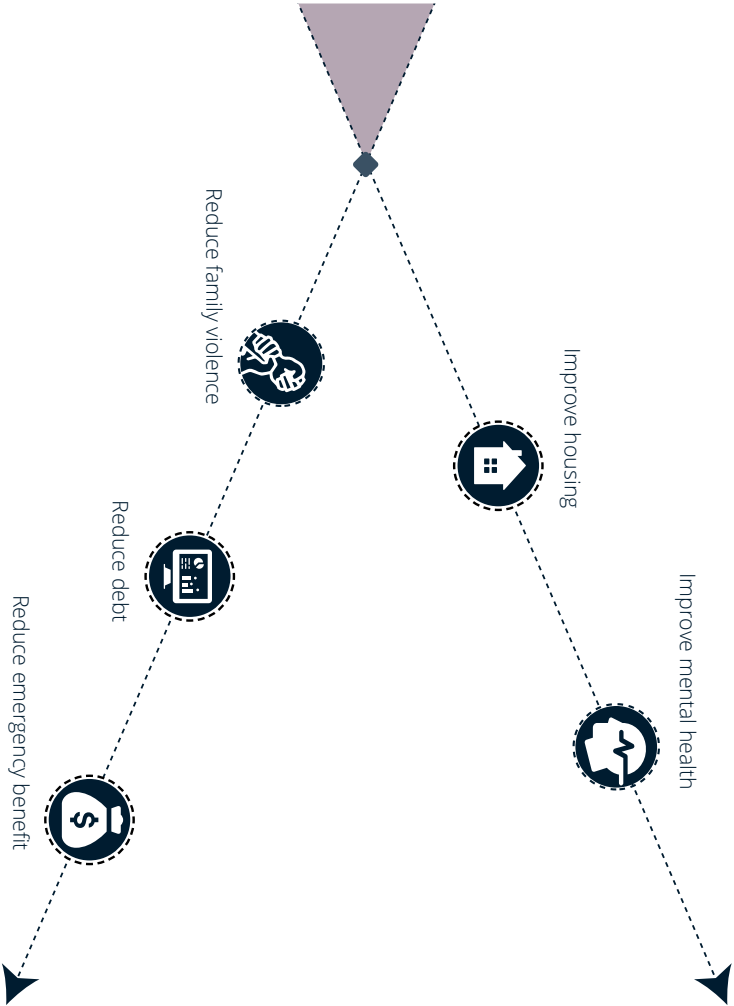 Improve housing
Improve mental health
Reduce family violence
Reduce debt
Reduce emergency benefit
$